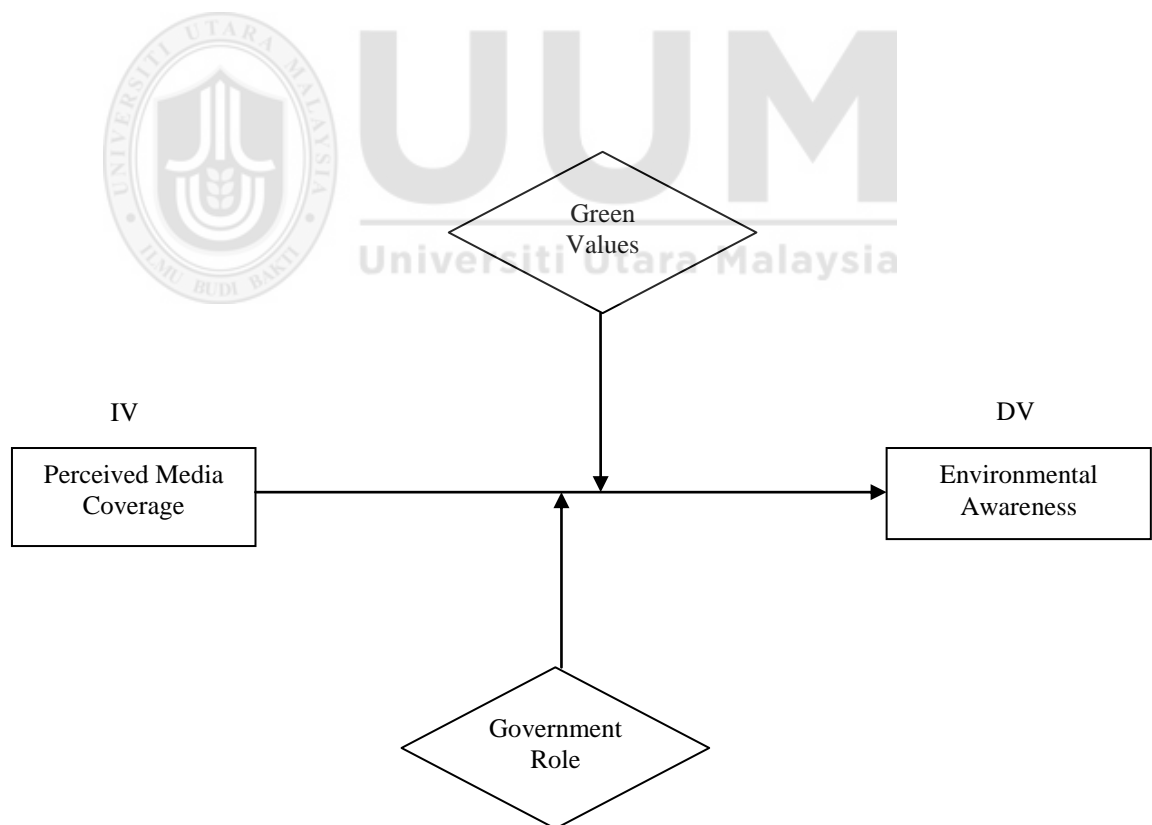 UNIVERSITI UTARA MALAYSIA
ILMU BUDI BAKTI
UUM
Universiti Utara Malaysia
Green
Values
IV
DV
Perceived Media
Coverage
Environmental
Awareness
Government
Role